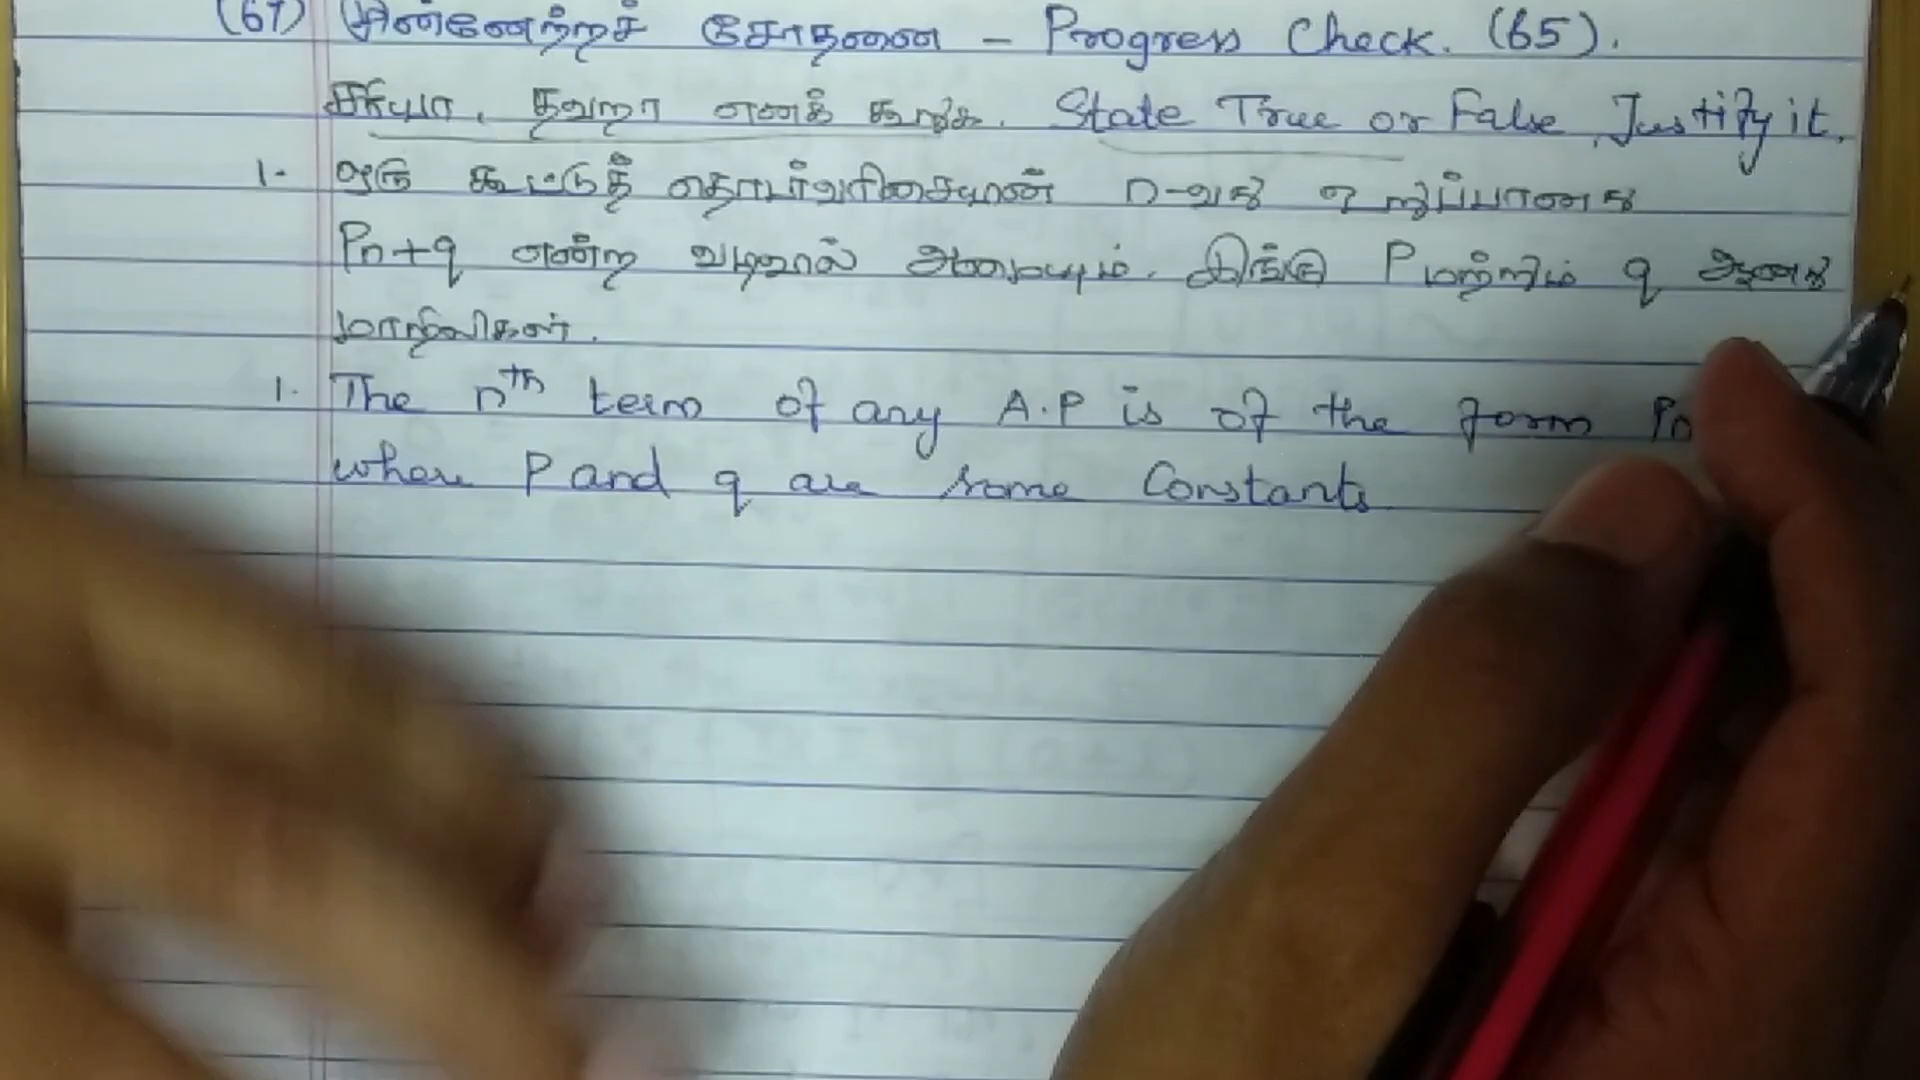 (67) முன்னேற்றச் சோதனை - Progress Check. (65).
சரியா, தவறா எனக் கூறுக. State True or False, Justify it.
1. ஒரு கூட்டுத் தொடர்வரிசையின் n-வது உறுப்பானது
Pn+q என்ற வடிவில் அமையும். இங்கு P மற்றும் q ஆனது
மாறிலிகள்.
1. The nth term of any A.P is of the form Pn
where P and q are some Constants